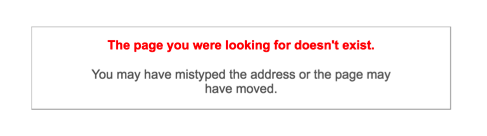 The page you were looking for doesn't exist.
You may have mistyped the address or the page may
have moved.